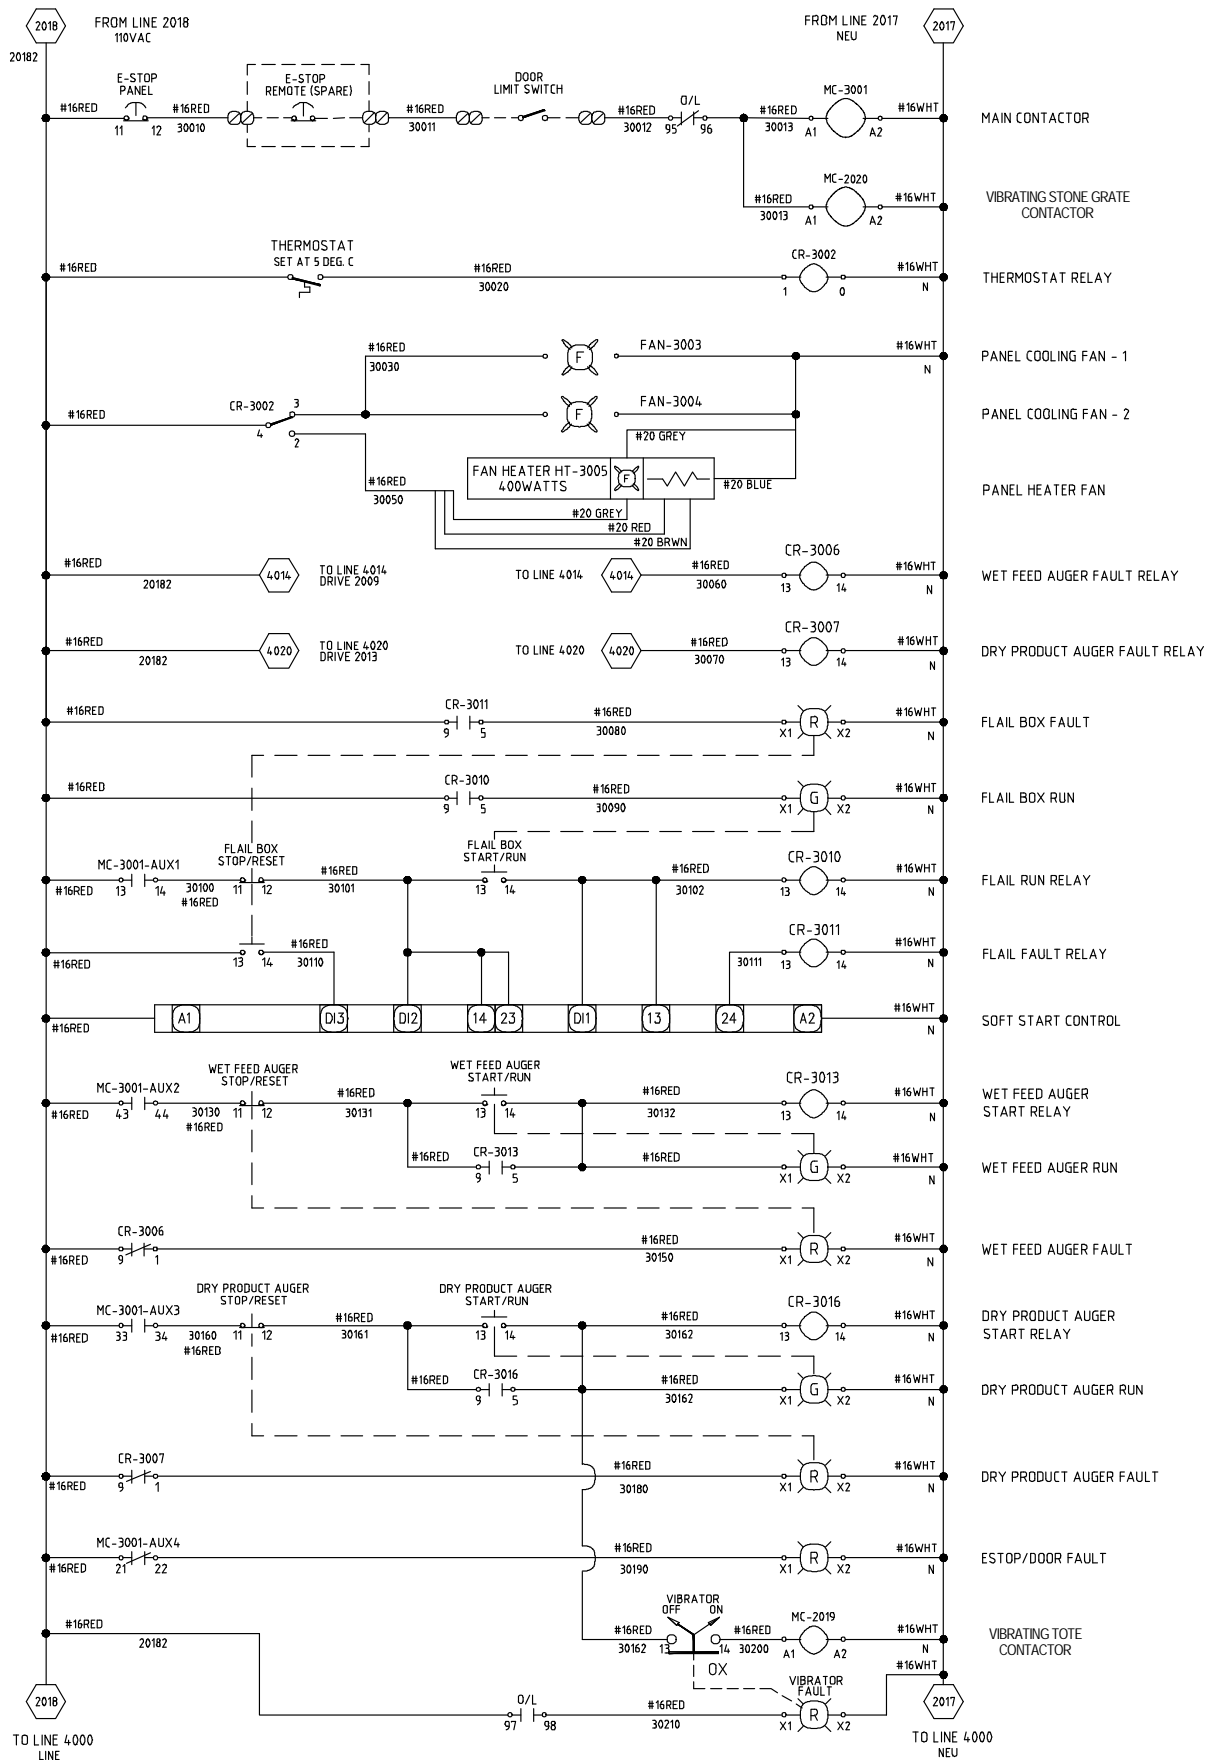 2018
FROM LINE 2018
110VAC
FROM LINE 2017
NEU
2017
20182
E-STOP
PANEL
E-STOP
REMOTE (SPARE)
DOOR
LIMIT SWITCH
O/L
MC-3001
#16RED
11 12
#16RED
30010
#16RED
30011
#16RED
30012
95 96
#16RED
30013
A1 A2
#16WHT
MAIN CONTACTOR
MC-2020
#16RED
30013
A1 A2
#16WHT
VIBRATING STONE GRATE
CONTACTOR
THERMOSTAT
SET AT 5 DEG. C
#16RED
#16RED
30020
CR-3002
1 0
#16WHT
N
THERMOSTAT RELAY
#16RED
30030
F
FAN-3003
#16WHT
N
PANEL COOLING FAN - 1
#16RED
CR-3002
3
4
2
F
FAN-3004
PANEL COOLING FAN - 2
#20 GREY
FAN HEATER HT-3005
400WATTS
F
#20 BLUE
#16RED
30050
#20 GREY
#20 RED
#20 BRWN
PANEL HEATER FAN
#16RED
20182
4014
TO LINE 4014
DRIVE 2009
TO LINE 4014
4014
#16RED
30060
CR-3006
13 14
#16WHT
N
WET FEED AUGER FAULT RELAY
#16RED
20182
4020
TO LINE 4020
DRIVE 2013
TO LINE 4020
4020
#16RED
30070
CR-3007
13 14
#16WHT
N
DRY PRODUCT AUGER FAULT RELAY
#16RED
CR-3011
9 5
#16RED
30080
X1 R X2
#16WHT
N
FLAIL BOX FAULT
#16RED
CR-3010
9 5
#16RED
30090
X1 G X2
#16WHT
N
FLAIL BOX RUN
MC-3001-AUX1
#16RED
13 14
30100
#16RED
FLAIL BOX
STOP/RESET
11 12
#16RED
30101
FLAIL BOX
START/RUN
13 14
#16RED
30102
CR-3010
13 14
#16WHT
N
FLAIL RUN RELAY
#16RED
13 14
#16RED
30110
30111
CR-3011
13 14
#16WHT
N
FLAIL FAULT RELAY
#16RED
A1 DI3 DI2 14 23 DI1 13 24 A2
#16WHT
N
SOFT START CONTROL
MC-3001-AUX2
#16RED
43 44
30130
#16RED
WET FEED AUGER
STOP/RESET
11 12
#16RED
30131
WET FEED AUGER
START/RUN
13 14
#16RED
30132
CR-3013
13 14
#16WHT
N
WET FEED AUGER
START RELAY
#16RED
CR-3013
9 5
#16RED
X1 G X2
#16WHT
N
WET FEED AUGER RUN
CR-3006
#16RED
9 1
#16RED
30150
X1 R X2
#16WHT
N
WET FEED AUGER FAULT
MC-3001-AUX3
#16RED
33 34
30160
#16RED
DRY PRODUCT AUGER
STOP/RESET
11 12
#16RED
30161
DRY PRODUCT AUGER
START/RUN
13 14
#16RED
30162
CR-3016
13 14
#16WHT
N
DRY PRODUCT AUGER
START RELAY
#16RED
CR-3016
9 5
#16RED
30162
X1 G X2
#16WHT
N
DRY PRODUCT AUGER RUN
CR-3007
#16RED
9 1
#16RED
30180
X1 R X2
#16WHT
N
DRY PRODUCT AUGER FAULT
MC-3001-AUX4
#16RED
21 22
#16RED
30190
X1 R X2
#16WHT
N
ESTOP/DOOR FAULT
#16RED
20182
VIBRATOR
OFF ON
#16RED
30162
13 14
OX
#16RED
30200
MC-2019
A1 A2
#16WHT
N
VIBRATING TOTE
CONTACTOR
#16WHT
O/L
97 98
#16RED
30210
VIBRATOR
FAULT
X1 R X2
2018
TO LINE 4000
LINE
2017
TO LINE 4000
NEU